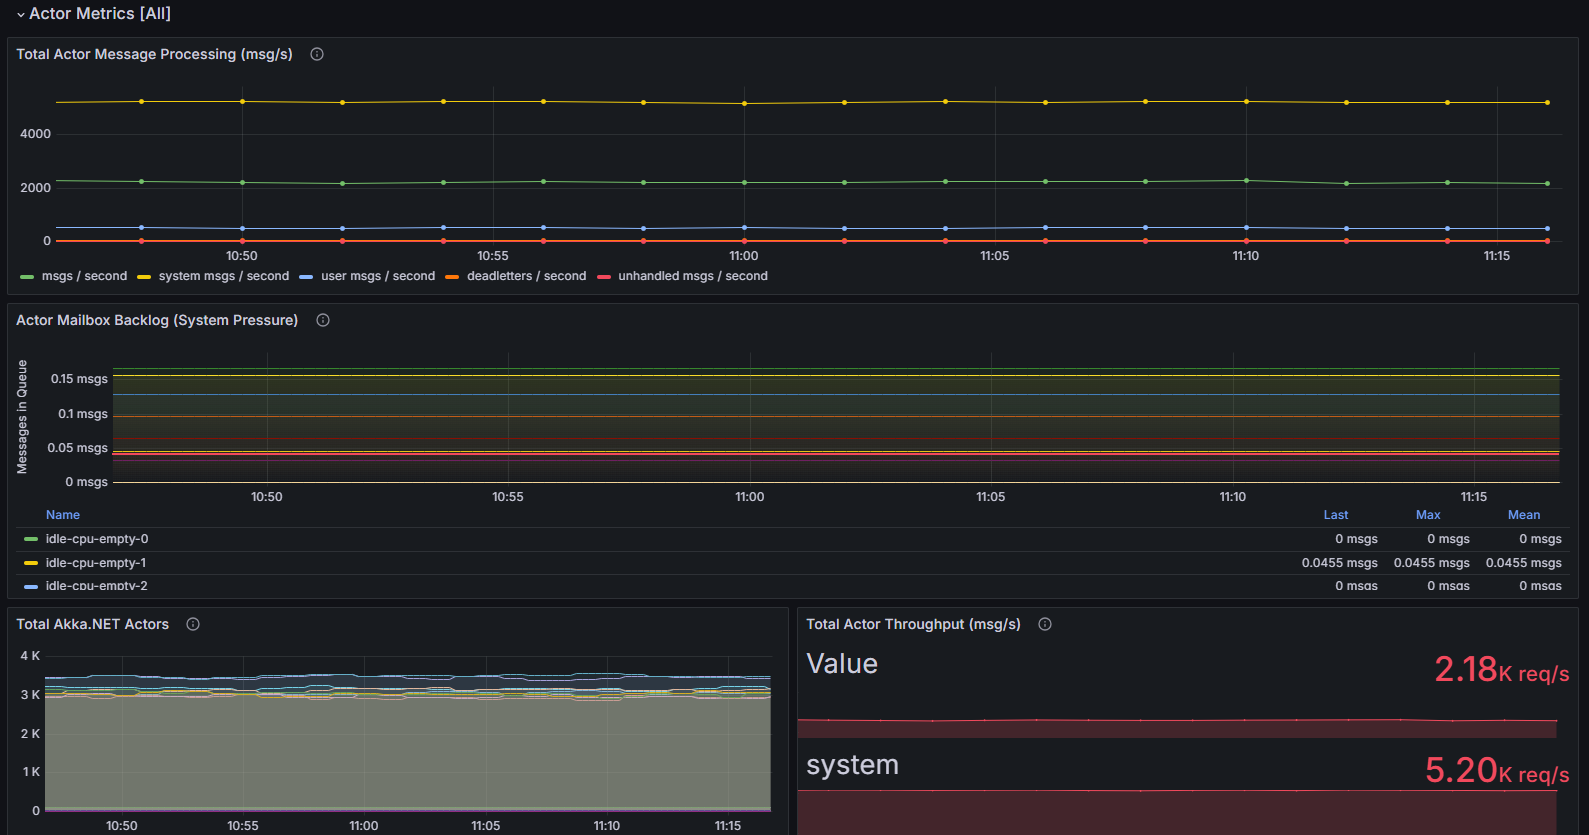 Actor Metrics [All]
Total Actor Message Processing (msg/s)
4000
2000
0
10:50 10:55 11:00 11:05 11:10 11:15
msgs / second system msgs / second user msgs / second deadletters / second unhandled msgs / second
Actor Mailbox Backlog (System Pressure)
Messages in Queue
0.15 msgs
0.1 msgs
0.05 msgs
0 msgs
10:50 10:55 11:00 11:05 11:10 11:15
Name Last Max Mean
idle-cpu-empty-0 0 msgs 0 msgs 0 msgs
idle-cpu-empty-1 0.0455 msgs 0.0455 msgs 0.0455 msgs
idle-cpu-empty-2 0 msgs 0 msgs 0 msgs
Total Akka.NET Actors
4 K
3 K
2 K
1 K
0
10:50 10:55 11:00 11:05 11:10 11:15
Total Actor Throughput (msg/s)
Value 2.18K req/s
system 5.20K req/s